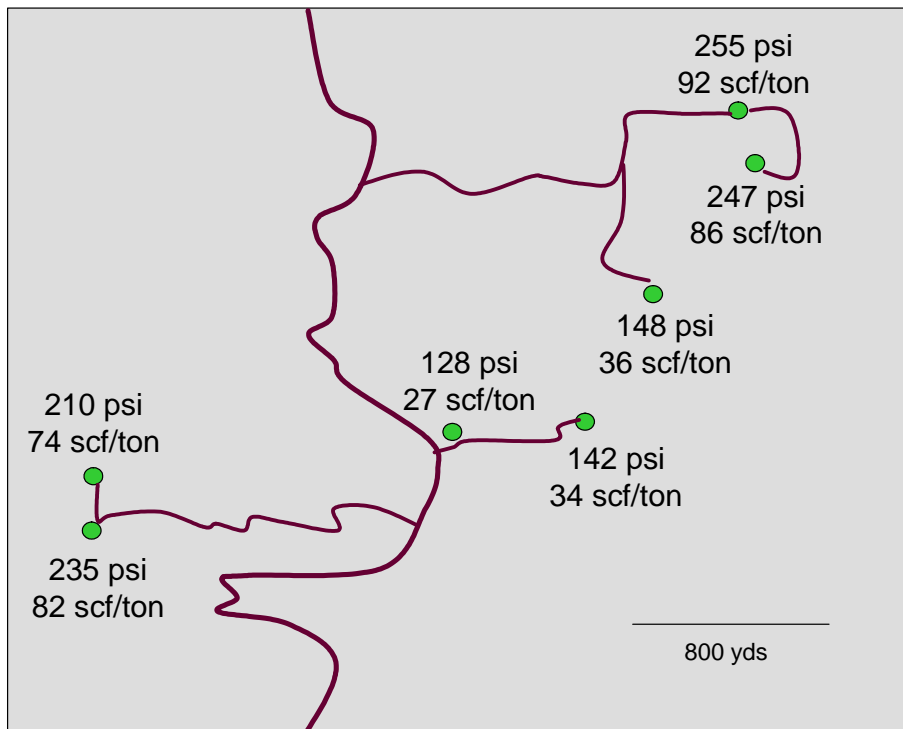 255 psi
92 scf/ton
247 psi
86 scf/ton
148 psi
36 scf/ton
128 psi
27 scf/ton
210 psi
74 scf/ton
142 psi
34 scf/ton
235 psi
82 scf/ton
800 yds